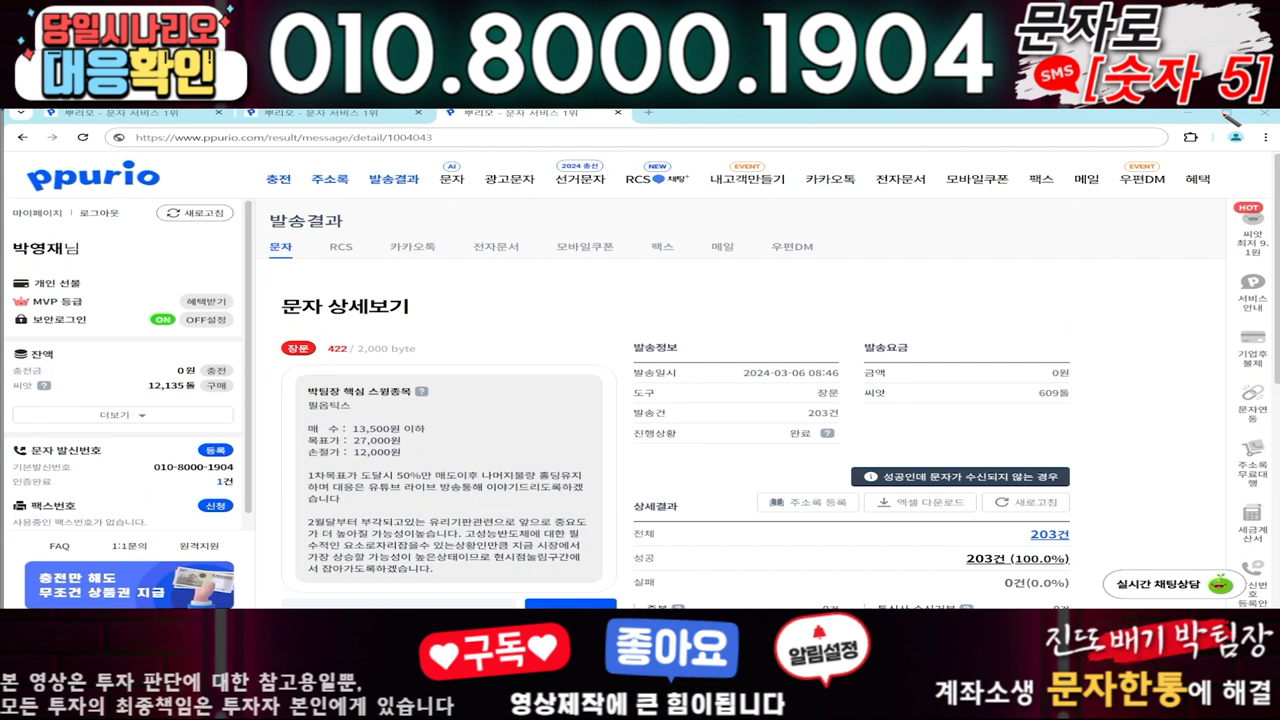 당일시나리오
대응확인
010.8000.1904
문자로
SMS
[숫자 5]
뿌리오 - 문자 서비스 1위
뿌리오 - 문자 서비스 1위
뿌리오 - 문자 서비스 1위
https://www.ppurio.com/result/message/detail/1004043
ppurio
충전
주소록
발송결과
AI
문자
광고문자
2024 총선
선거문자
NEW
RCS 채팅+
EVENT
내고객만들기
카카오톡
전자문서
모바일쿠폰
팩스
메일
EVENT
우편DM
혜택
마이페이지 | 로그아웃
새로고침
박영재님
개인 선불
MVP 등급
혜택받기
보안로그인
ON
OFF설정
잔액
충전금
0원
충전
씨앗 ?
12,135톨
구매
더보기
문자 발신번호
등록
기본발신번호
010-8000-1904
인증완료
1건
팩스번호
신청
사용중인 팩스번호가 없습니다.
FAQ
1:1문의
원격지원
충전만 해도
무조건 상품권 지급
발송결과
문자
RCS
카카오톡
전자문서
모바일쿠폰
팩스
메일
우편DM
문자 상세보기
장문
422 / 2,000 byte
박팀장 핵심 스윙종목 ?
필옵틱스
매 수 : 13,500원 이하
목표가 : 27,000원
손절가 : 12,000원
1차목표가 도달시 50%만 매도이후 나머지물량 홀딩유지
하며 대응은 유튜브 라이브 방송통해 이야기드리도록하겠
습니다
2월달부터 부각되고있는 유리기판관련으로 앞으로 중요도
가 더 높아질 가능성이높습니다. 고성능반도체에 대한 필
수적인 요소로자리잡을수 있는상황인만큼 지금 시장에서
가장 상승할 가능성이 높은상태이므로 현시점눌림구간에
서 잡아가도록하겠습니다.
발송정보
발송일시
2024-03-06 08:46
도구
장문
발송건
203건
진행상황
완료 ?
발송요금
금액
0원
씨앗
609톨
성공인데 문자가 수신되지 않는 경우
상세결과
주소록 등록
엑셀 다운로드
새로고침
전체
203건
성공
203건 (100.0%)
실패
0건(0.0%)
HOT
씨앗
최저 9.
1원
서비스
안내
기업후
불제
문자연
동
주소록
무료대
행
세금계
산서
실시간 채팅상담
구독
좋아요
알림설정
영상제작에 큰 힘이됩니다
본 영상은 투자 판단에 대한 참고용일뿐,
모든 투자의 최종책임은 투자자 본인에게 있습니다
진또배기 박팀장
계좌소생 문자한통에 해결